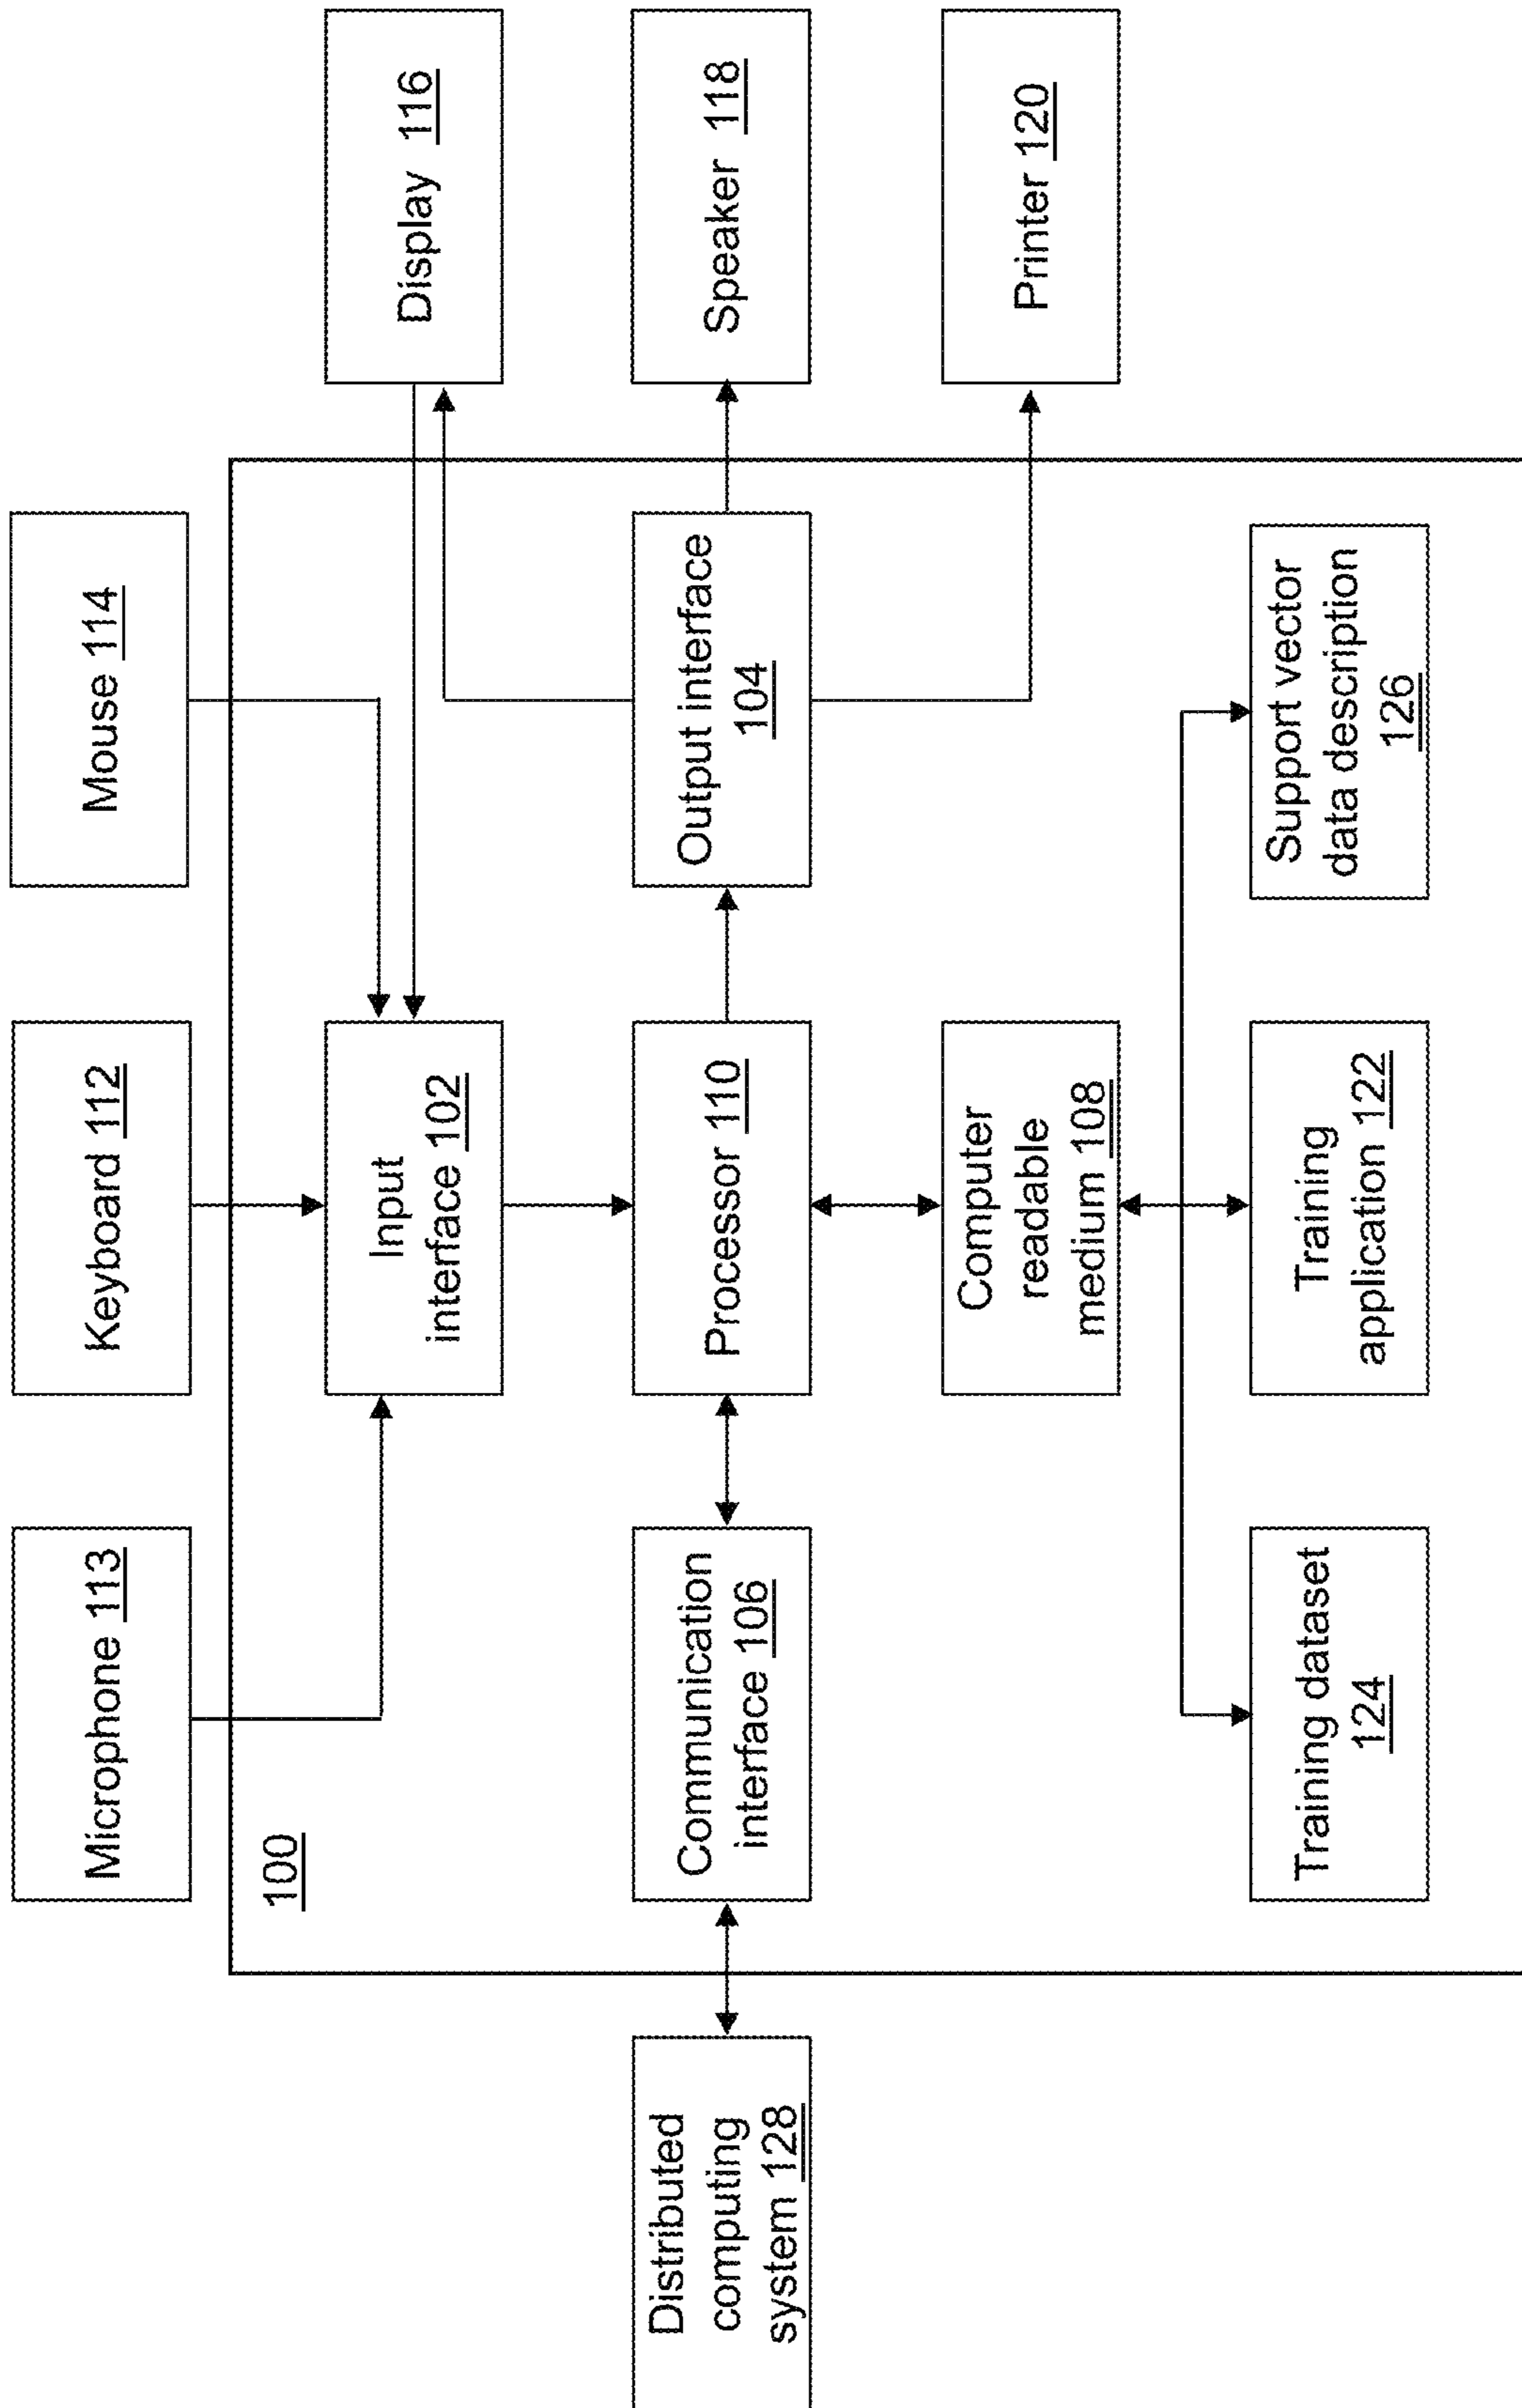 Microphone 113
Keyboard 112
Mouse 114
100
Input
interface 102
Display 116
Distributed
computing
system 128
Communication
interface 106
Processor 110
Output interface
104
Speaker 118
Computer
readable
medium 108
Printer 120
Training dataset
124
Training
application 122
Support vector
data description
126